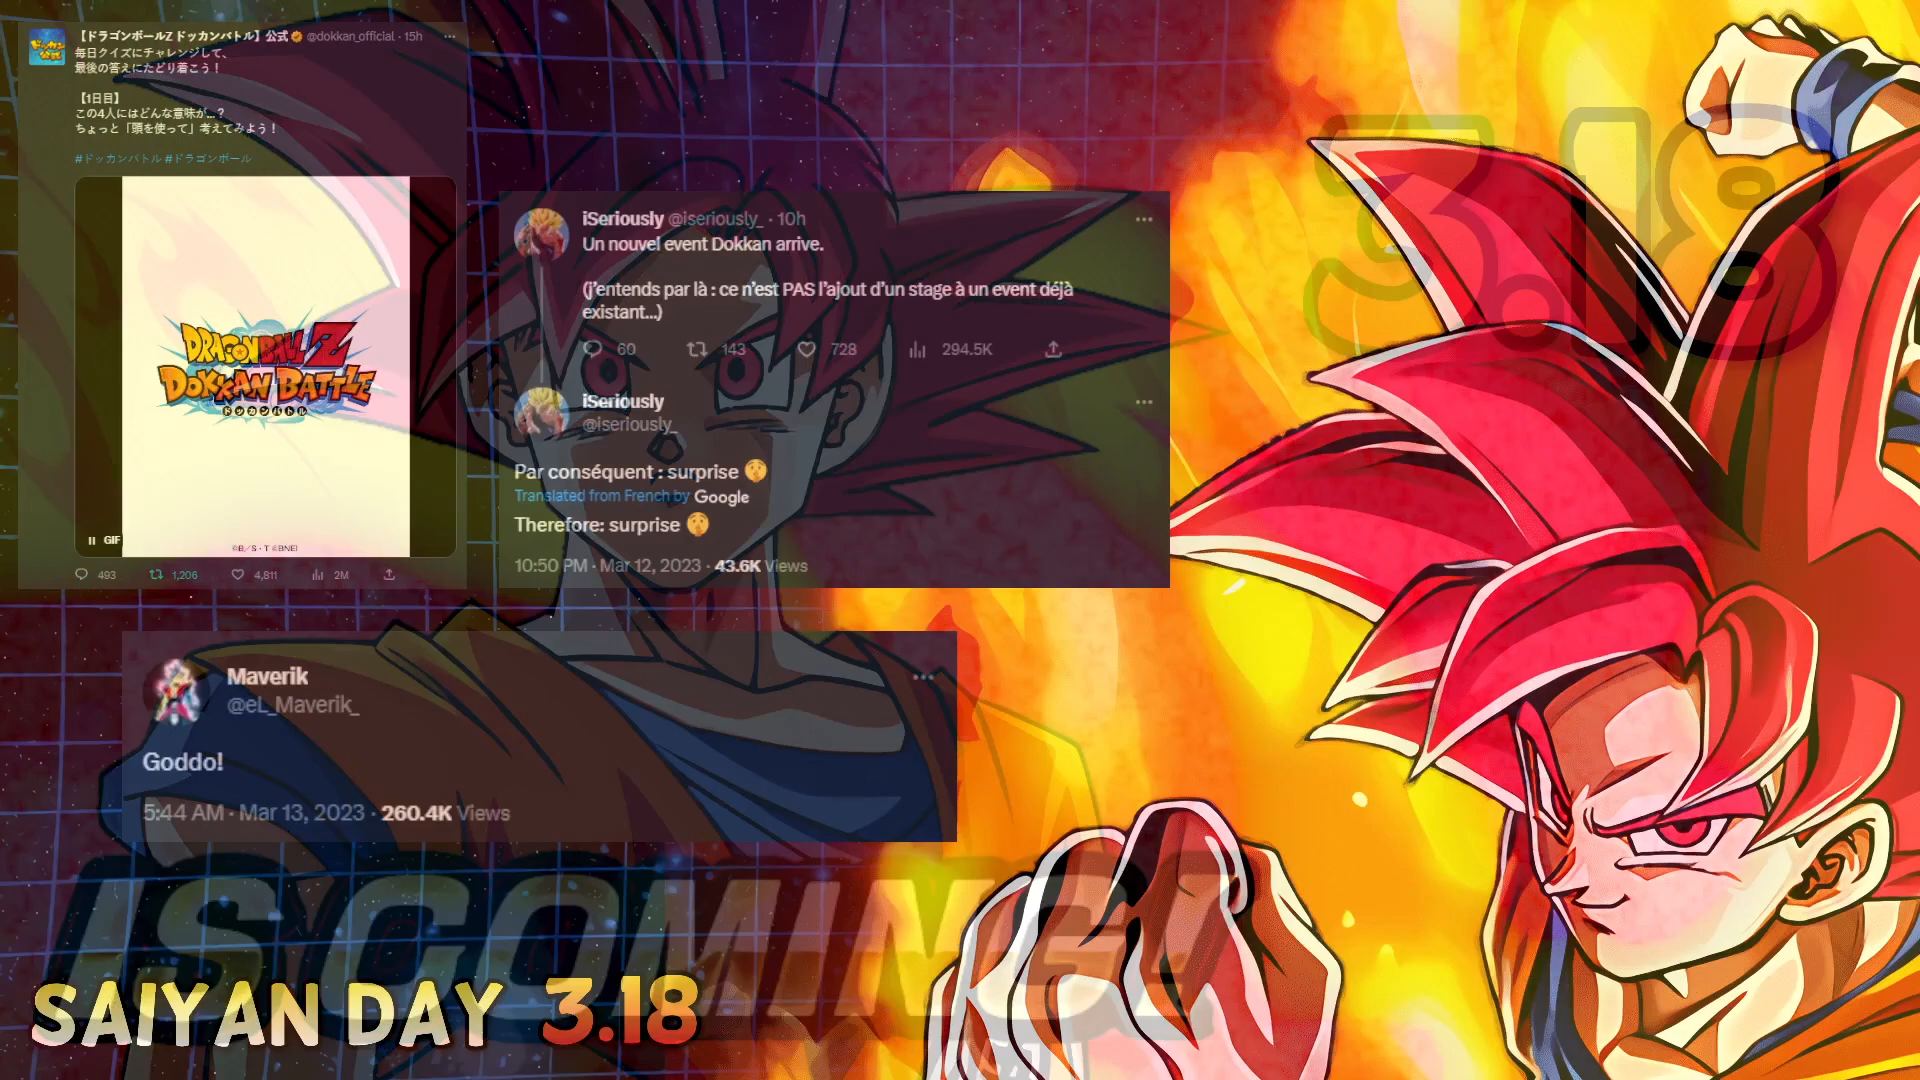 【ドラゴンボールZ ドッカンバトル】公式 @dokkan_official · 15h
毎日クイズにチャレンジして、
最後の答えにたどり着こう！
【1日目】
この4人にはどんな意味が…？
ちょっと「頭を使って」考えてみよう！
#ドッカンバトル #ドラゴンボール
DRAGON BALL Z
DOKKAN BATTLE
ドッカンバトル
GIF
©B／S・T ©BNEI
493 1,206 4,811 2M
iSeriously @iseriously_ · 10h
Un nouvel event Dokkan arrive.
(j'entends par là : ce n'est PAS l'ajout d'un stage à un event déjà
existant...)
60 143 728 294.5K
iSeriously
@iseriously_
Par conséquent : surprise 🤫
Translated from French by Google
Therefore: surprise 🤫
10:50 PM · Mar 12, 2023 · 43.6K Views
3.18
Maverik
@eL_Maverik_
Goddo!
5:44 AM · Mar 13, 2023 · 260.4K Views
IS COMING!
SAIYAN DAY 3.18